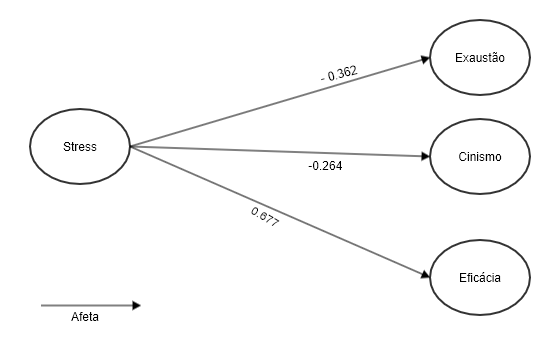 Stress
- 0.362
Exaustão
-0.264
Cinismo
0.677
Eficácia
Afeta